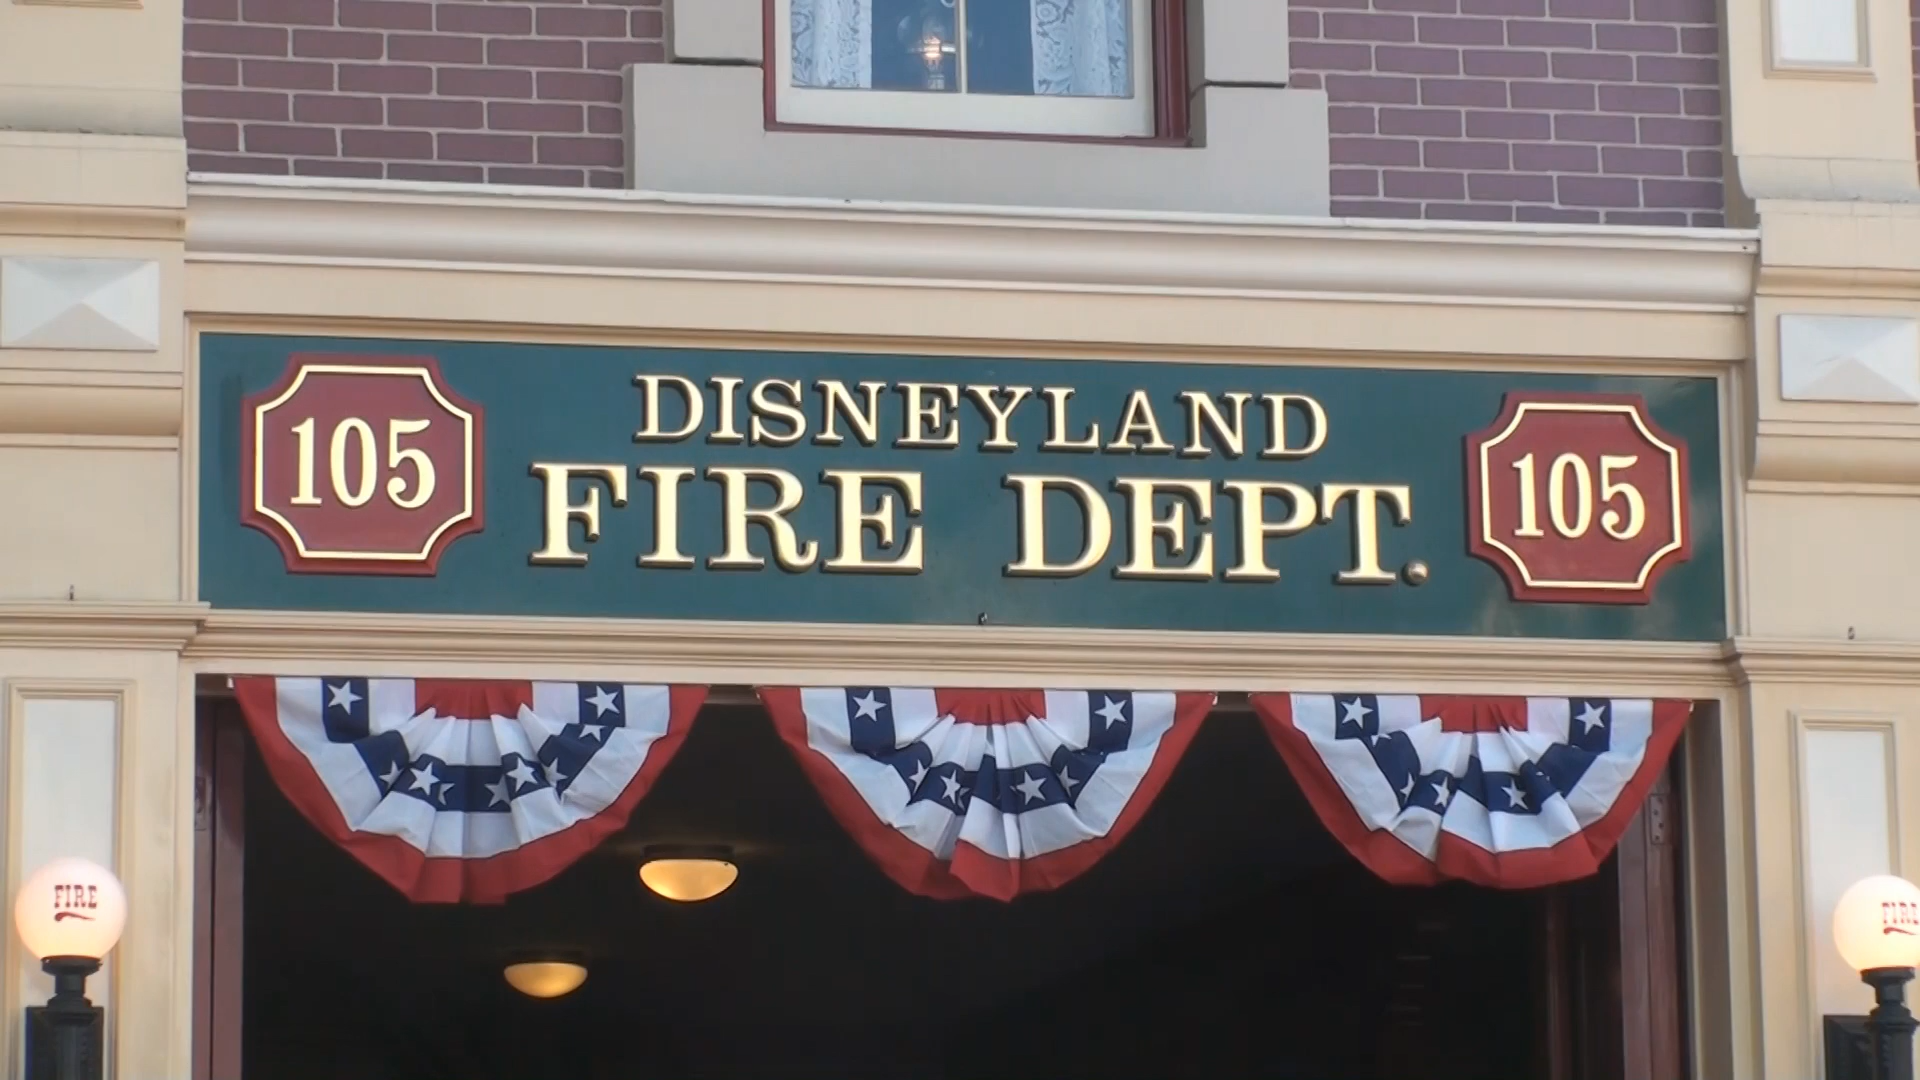 105
DISNEYLAND
FIRE DEPT.
105
FIRE
FIRE